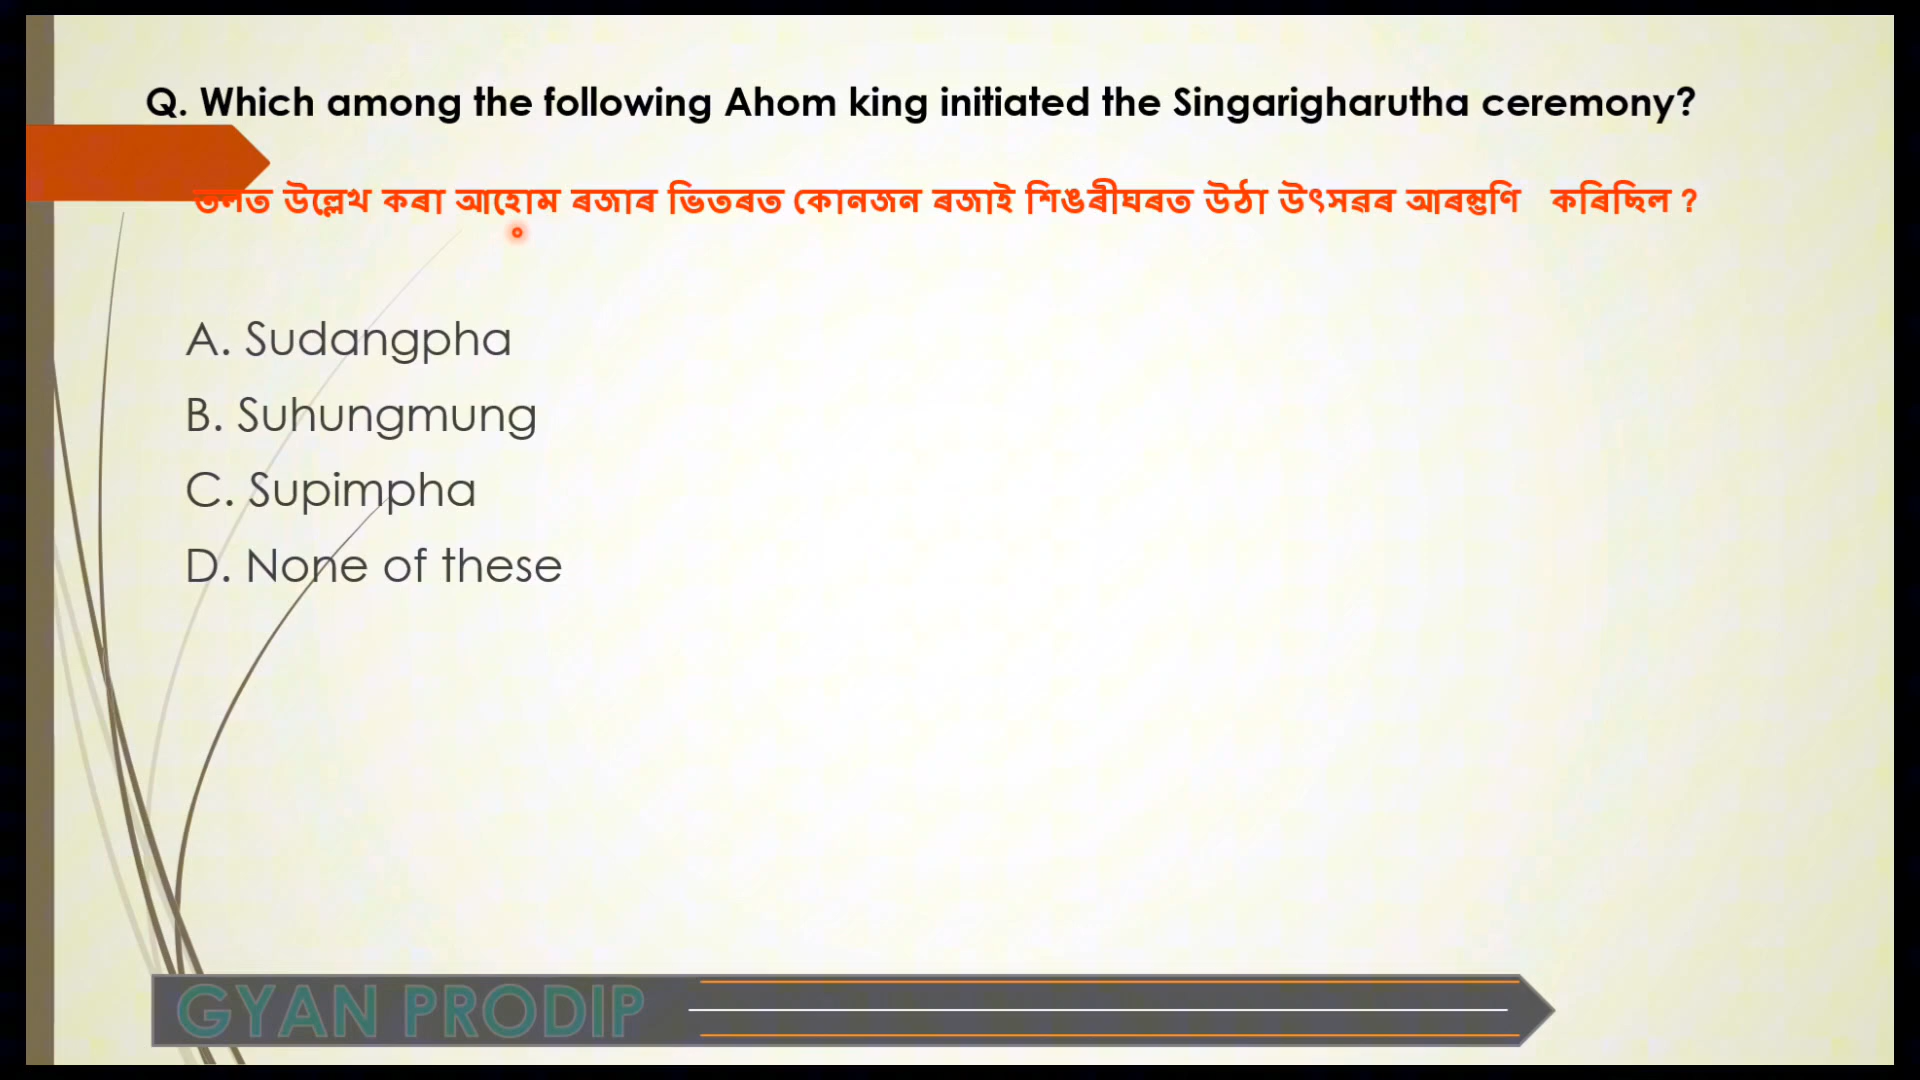 Q. Which among the following Ahom king initiated the Singarigharutha ceremony?
তলত উল্লেখ কৰা আহোম ৰজাৰ ভিতৰত কোনজন ৰজাই শিঙৰীঘৰত উঠা উৎসৱৰ আৰম্ভণি কৰিছিল ?
A. Sudangpha
B. Suhungmung
C. Supimpha
D. None of these
GYAN PRODIP